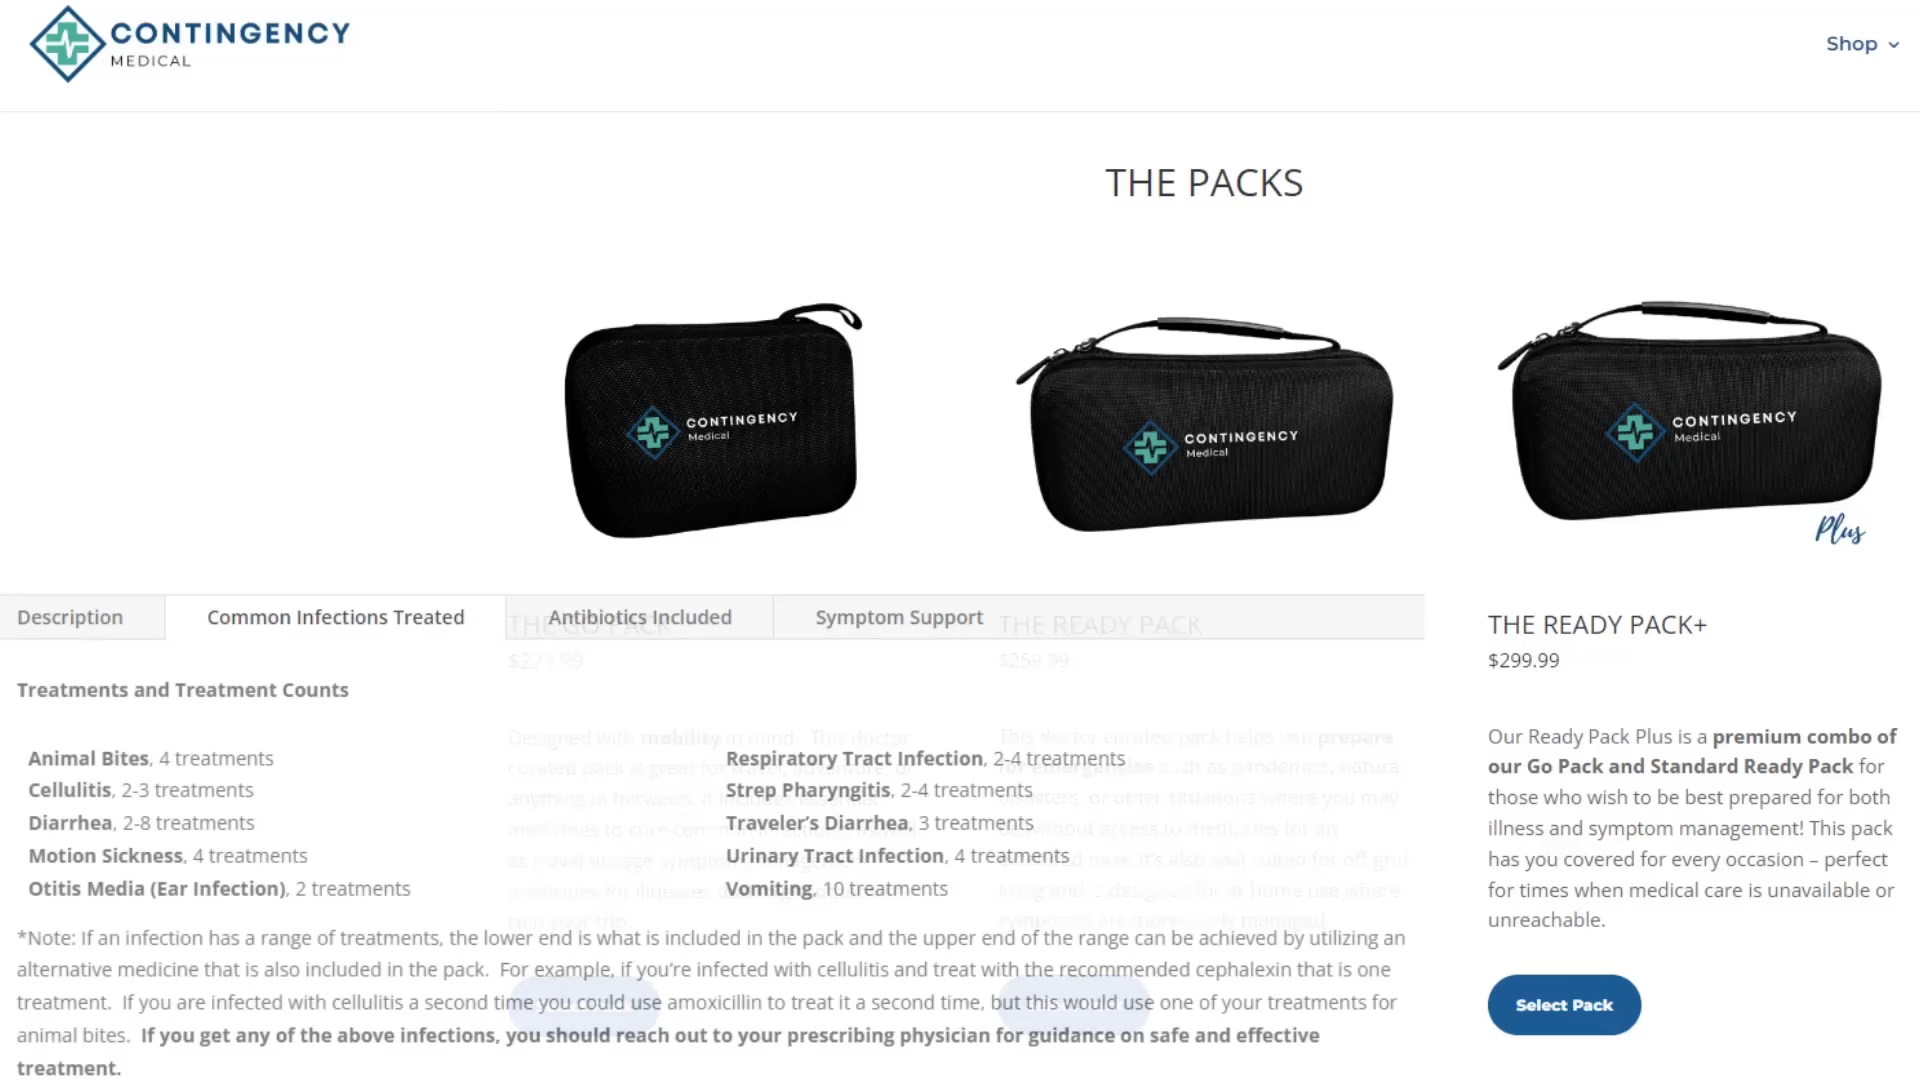 CONTINGENCY
MEDICAL
Shop
THE PACKS
CONTINGENCY
Medical
CONTINGENCY
Medical
CONTINGENCY
Medical
Plus
Description
Common Infections Treated
Antibiotics Included
Symptom Support
THE GO PACK
THE READY PACK
Treatments and Treatment Counts
Animal Bites, 4 treatments
Cellulitis, 2-3 treatments
Diarrhea, 2-8 treatments
Motion Sickness, 4 treatments
Otitis Media (Ear Infection), 2 treatments
Respiratory Tract Infection, 2-4 treatments
Strep Pharyngitis, 2-4 treatments
Traveler's Diarrhea, 3 treatments
Urinary Tract Infection, 4 treatments
Vomiting, 10 treatments
*Note: If an infection has a range of treatments, the lower end is what is included in the pack and the upper end of the range can be achieved by utilizing an
alternative medicine that is also included in the pack. For example, if you're infected with cellulitis and treat with the recommended cephalexin that is one
treatment. If you are infected with cellulitis a second time you could use amoxicillin to treat it a second time, but this would use one of your treatments for
animal bites. If you get any of the above infections, you should reach out to your prescribing physician for guidance on safe and effective
treatment.
THE READY PACK+
$299.99
Our Ready Pack Plus is a premium combo of
our Go Pack and Standard Ready Pack for
those who wish to be best prepared for both
illness and symptom management! This pack
has you covered for every occasion – perfect
for times when medical care is unavailable or
unreachable.
Select Pack